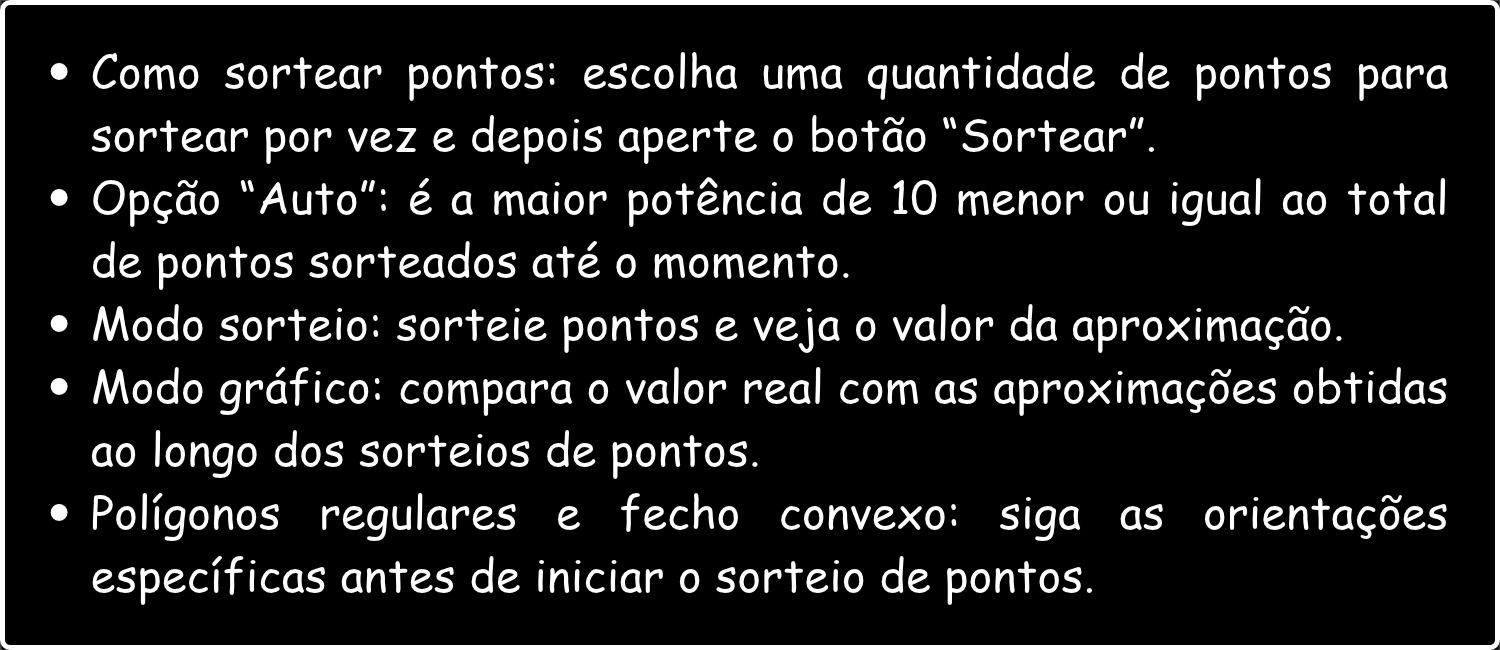 • Como sortear pontos: escolha uma quantidade de pontos para
sortear por vez e depois aperte o botão “Sortear”.
• Opção “Auto”: é a maior potência de 10 menor ou igual ao total
de pontos sorteados até o momento.
• Modo sorteio: sorteie pontos e veja o valor da aproximação.
• Modo gráfico: compara o valor real com as aproximações obtidas
ao longo dos sorteios de pontos.
• Polígonos regulares e fecho convexo: siga as orientações
específicas antes de iniciar o sorteio de pontos.